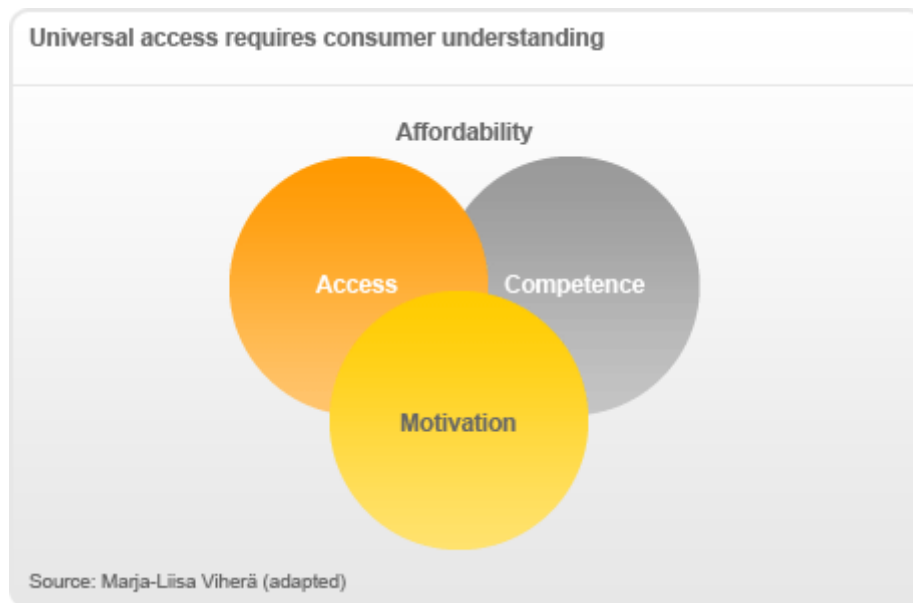 Universal access requires consumer understanding
Affordability
Access
Competence
Motivation
Source: Marja-Liisa Viherä (adapted)